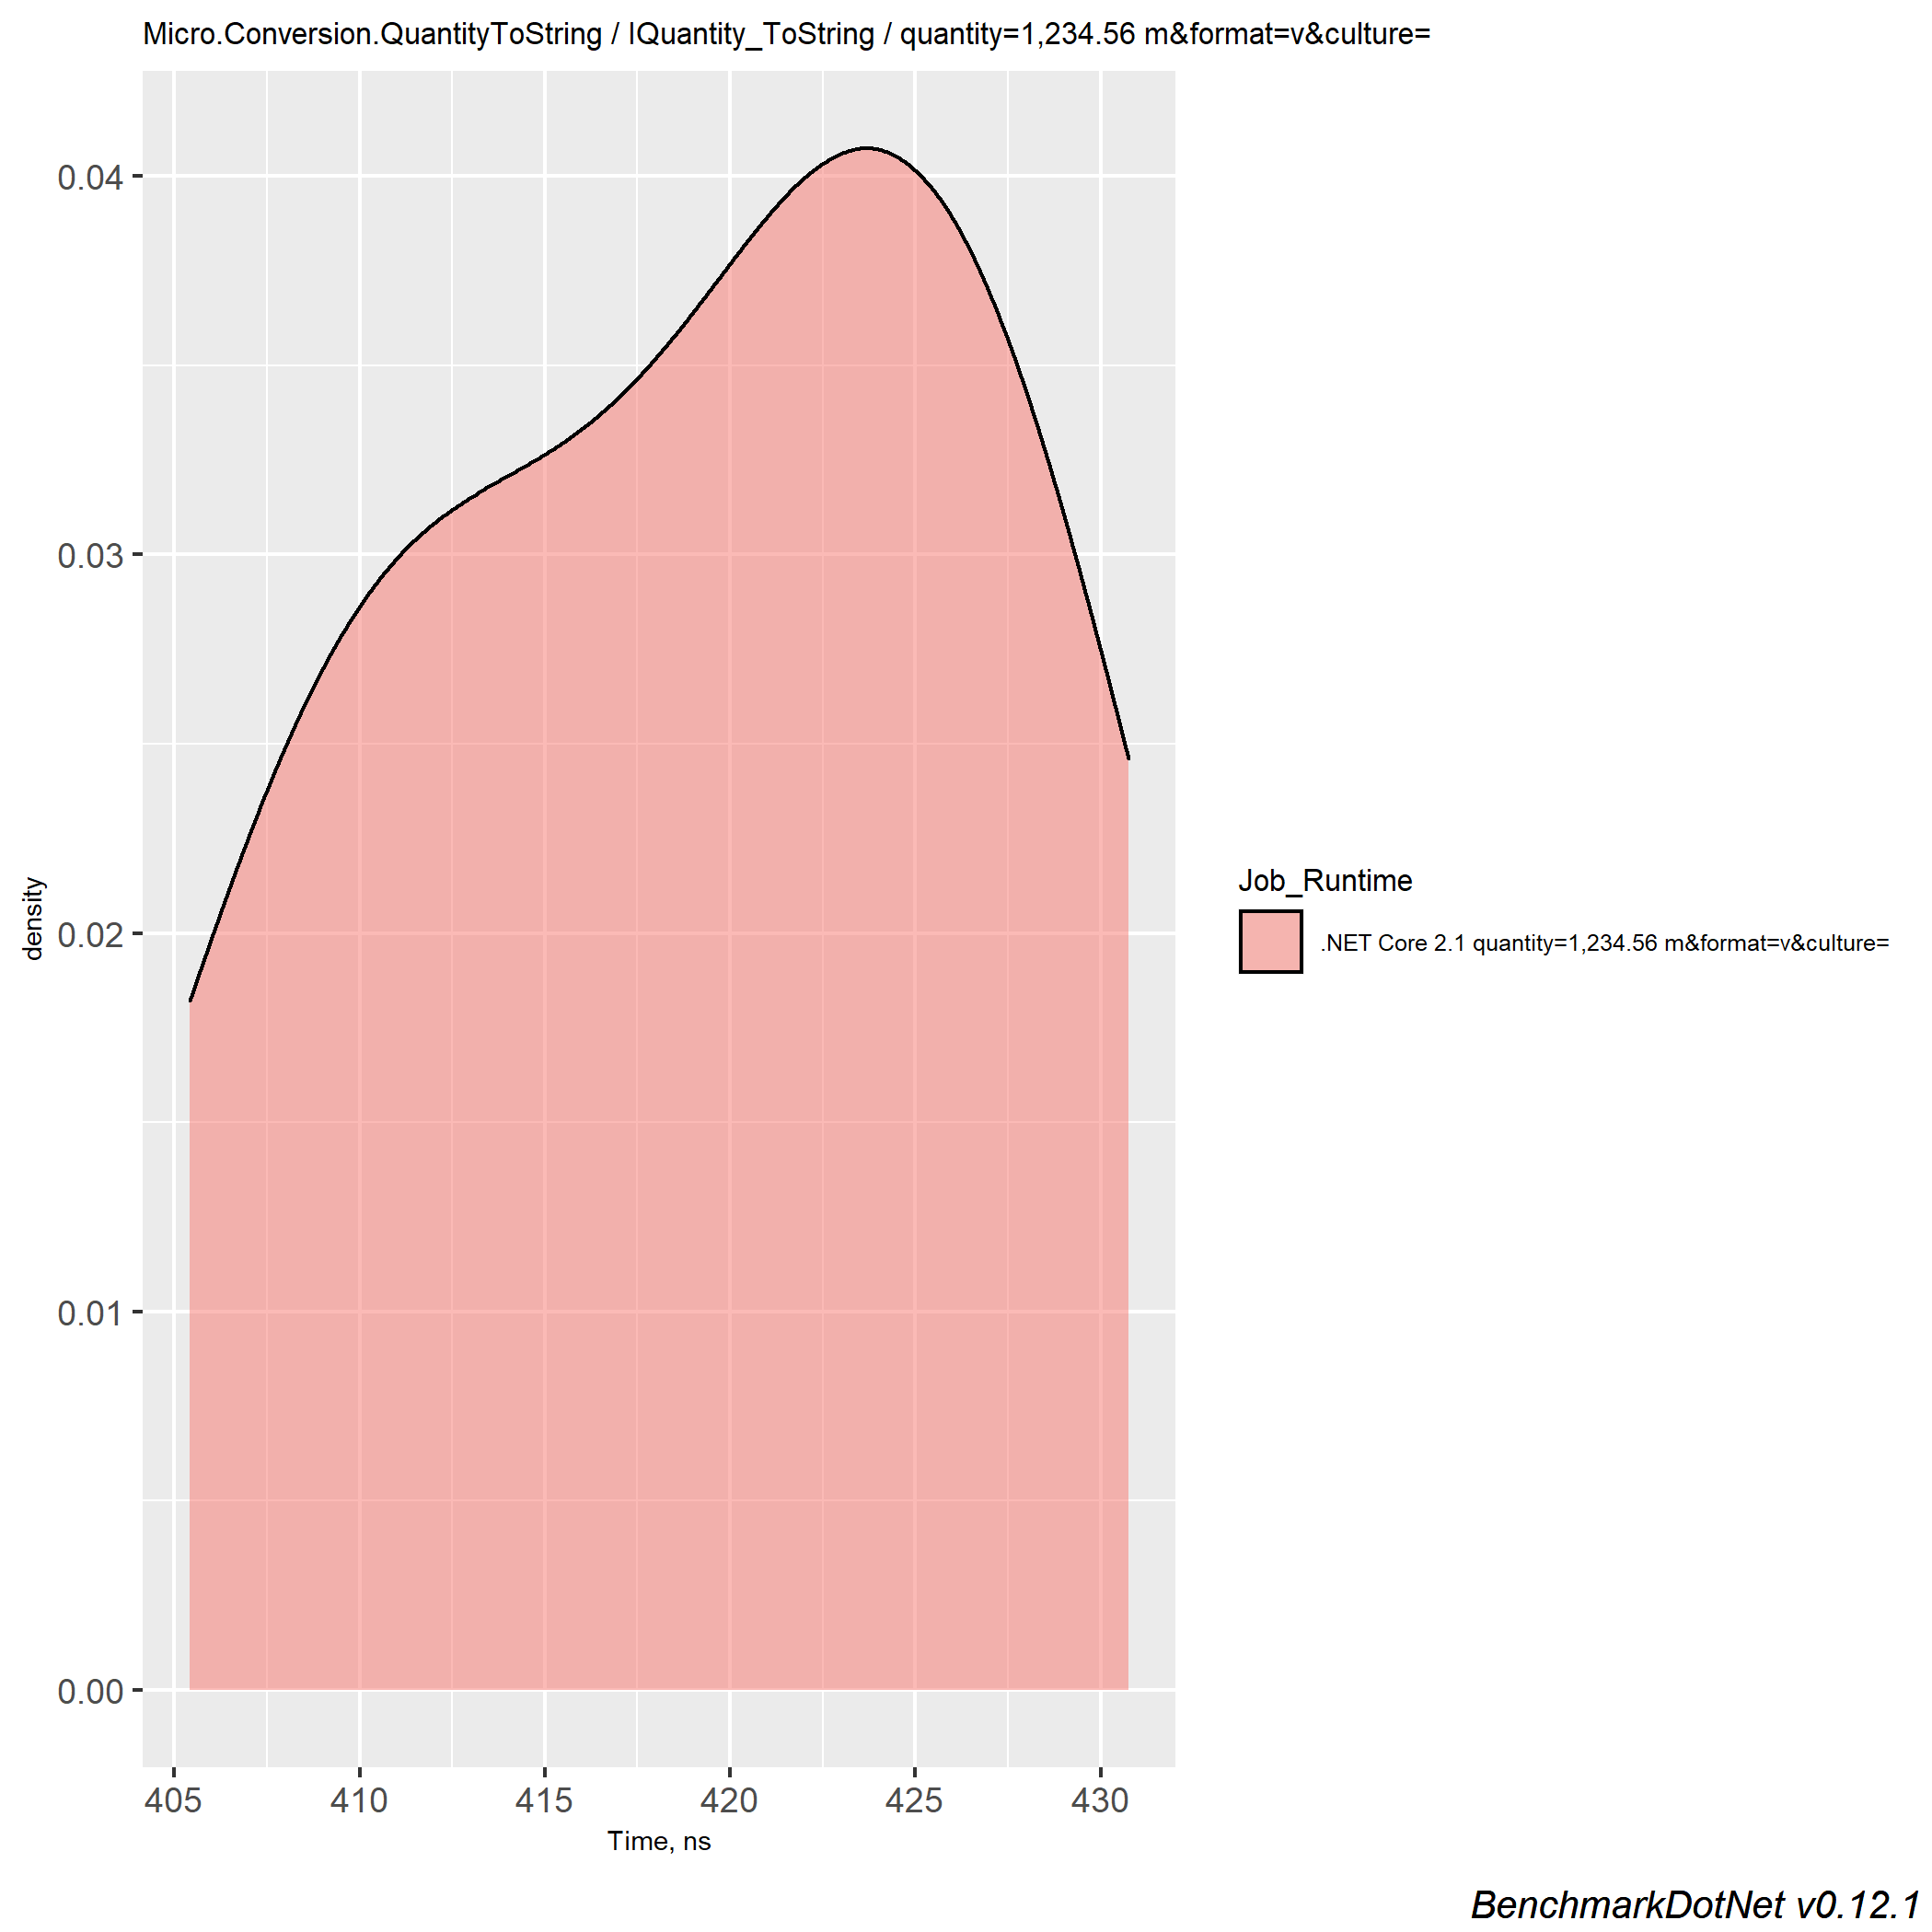 Micro.Conversion.QuantityToString / IQuantity_ToString / quantity=1,234.56 m&format=v&culture=
0.04
0.03
0.02
0.01
0.00
density
405 410 415 420 425 430
Time, ns
Job_Runtime
.NET Core 2.1 quantity=1,234.56 m&format=v&culture=
BenchmarkDotNet v0.12.1